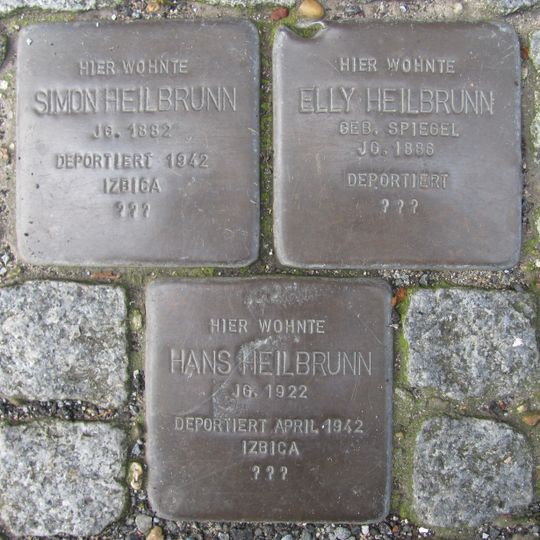 HIER WOHNTE
SIMON HEILBRUNN
JG. 1882
DEPORTIERT 1942
IZBICA
???
HIER WOHNTE
ELLY HEILBRUNN
GEB. SPIEGEL
JG. 1886
DEPORTIERT
???
HIER WOHNTE
HANS HEILBRUNN
JG. 1922
DEPORTIERT APRIL 1942
IZBICA
???